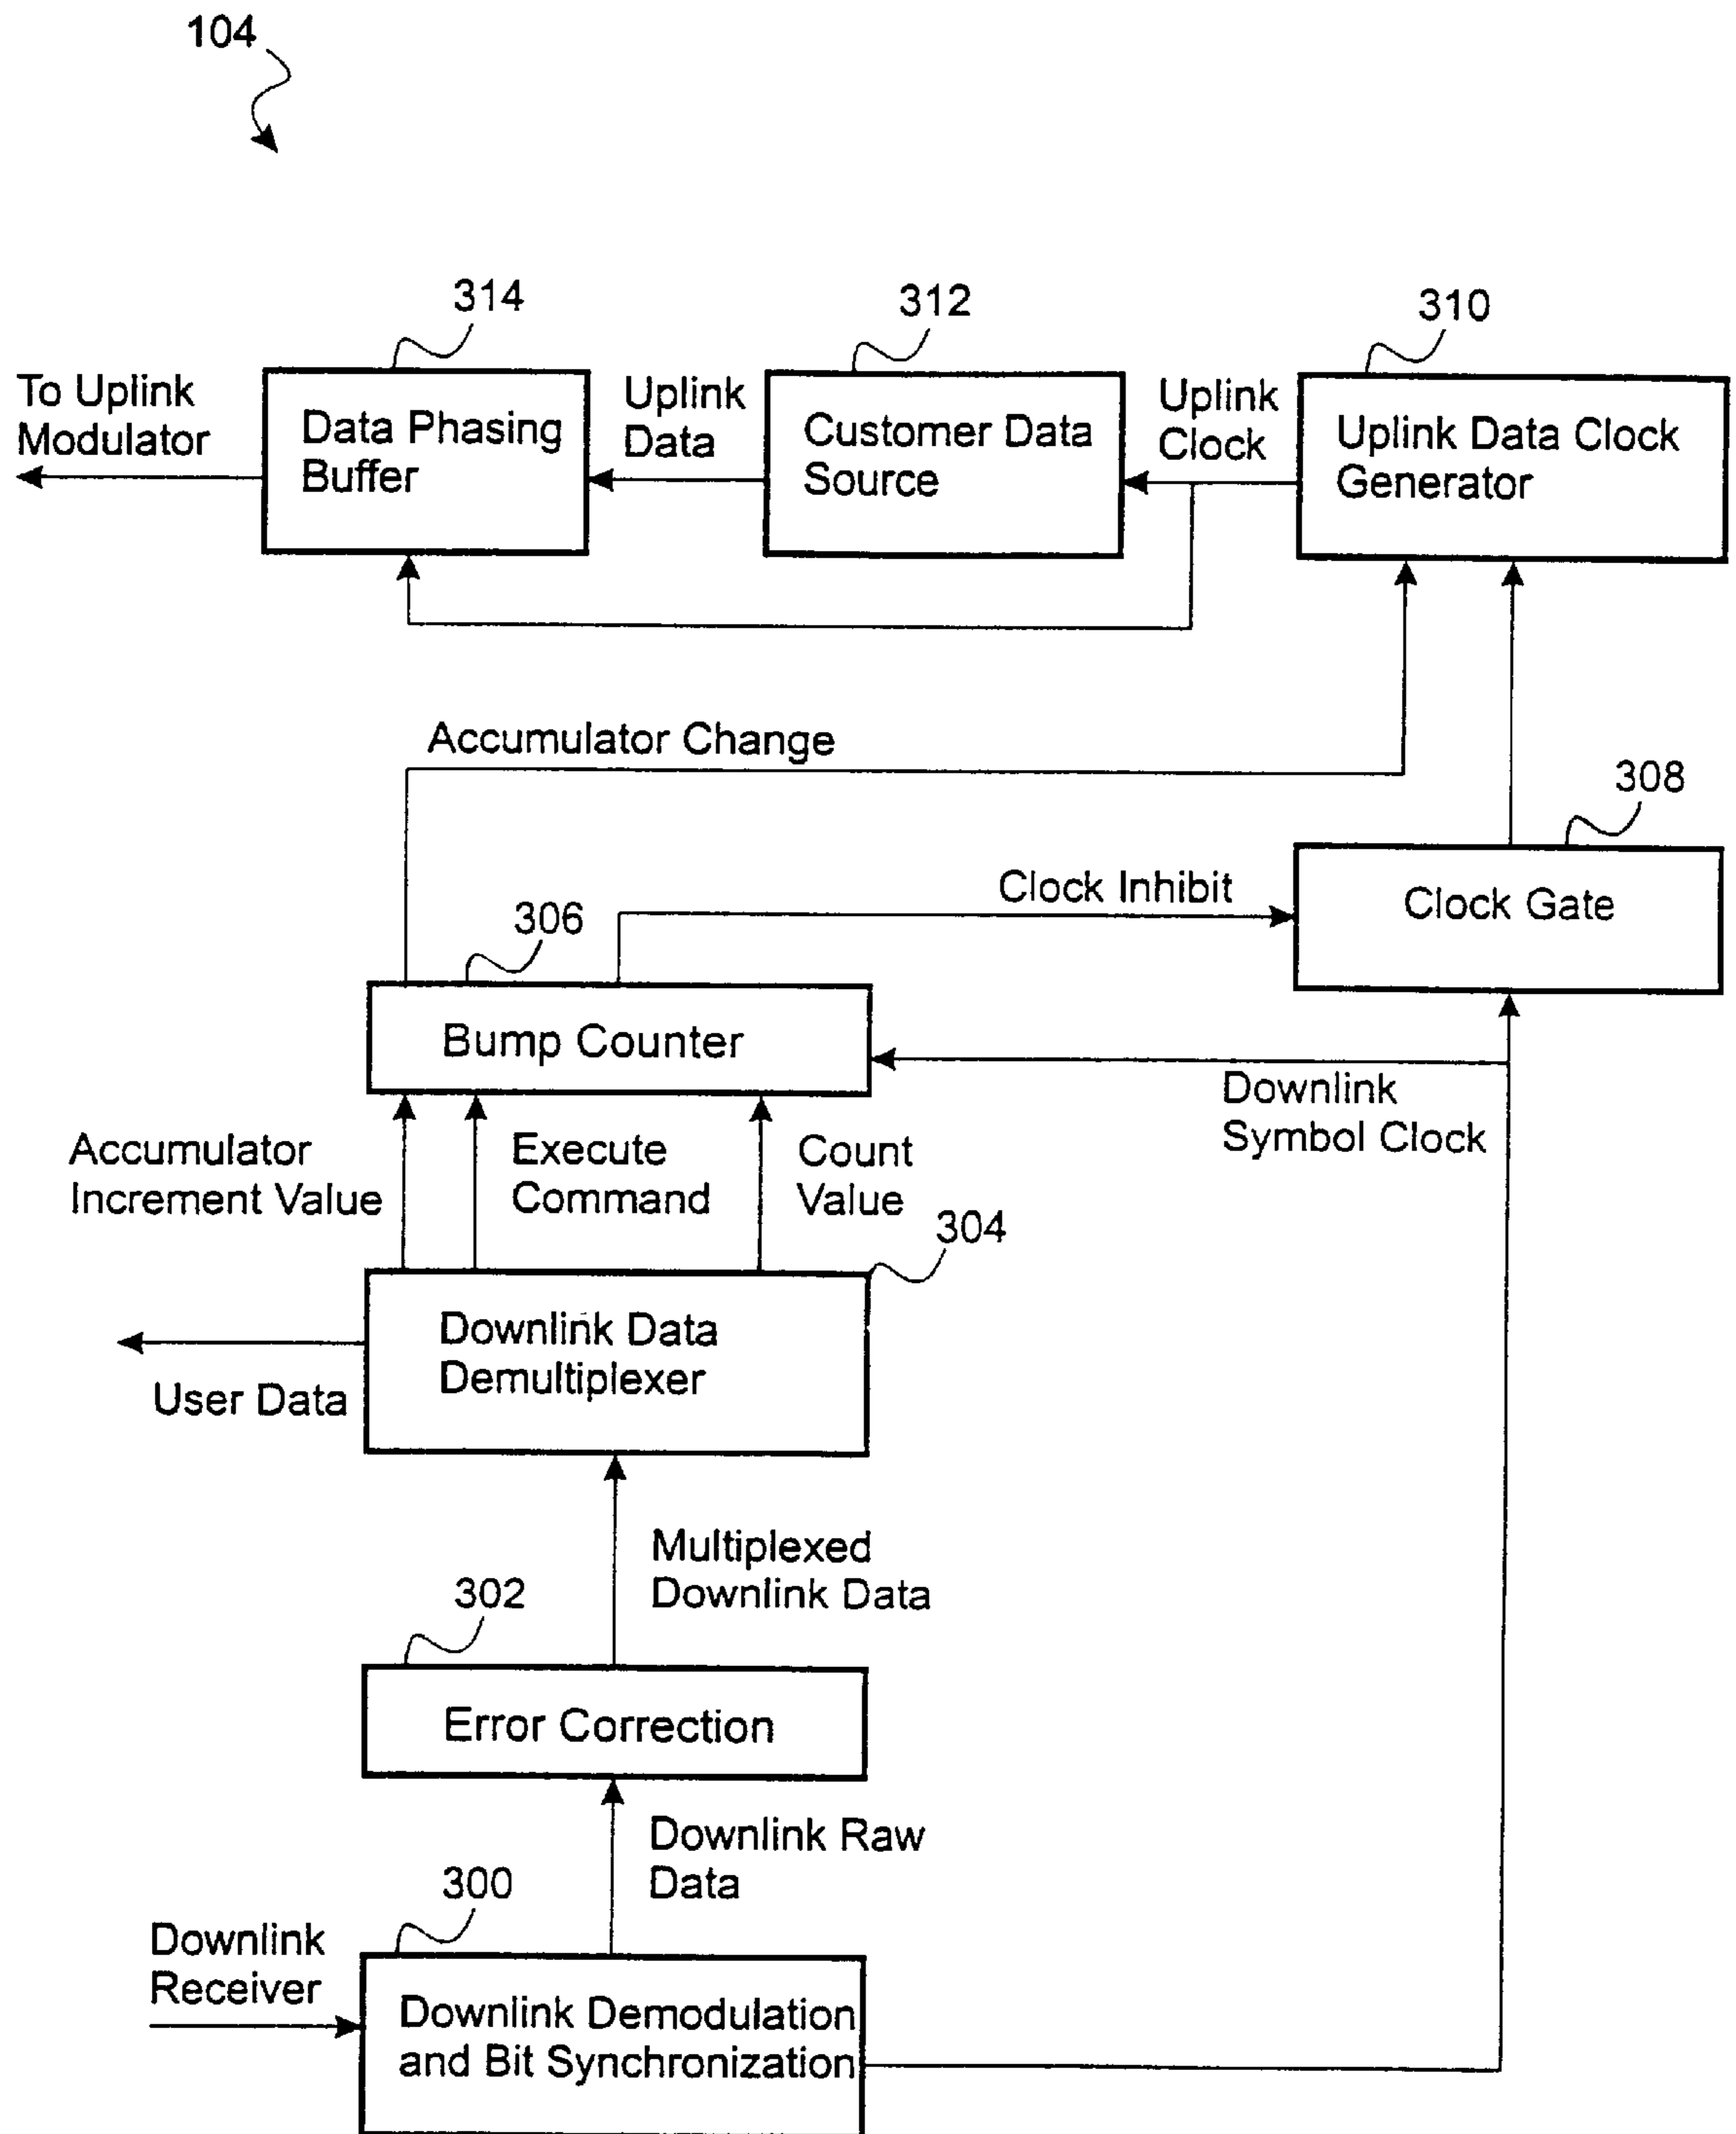 104
314
312
310
To Uplink
Modulator
Data Phasing
Buffer
Uplink
Data
Customer Data
Source
Uplink
Clock
Uplink Data Clock
Generator
Accumulator Change
308
Clock Inhibit
Clock Gate
306
Bump Counter
Downlink
Symbol Clock
Accumulator
Increment Value
Execute
Command
Count
Value
304
Downlink Data
Demultiplexer
User Data
Multiplexed
Downlink Data
302
Error Correction
Downlink Raw
Data
300
Downlink
Receiver
Downlink Demodulation
and Bit Synchronization